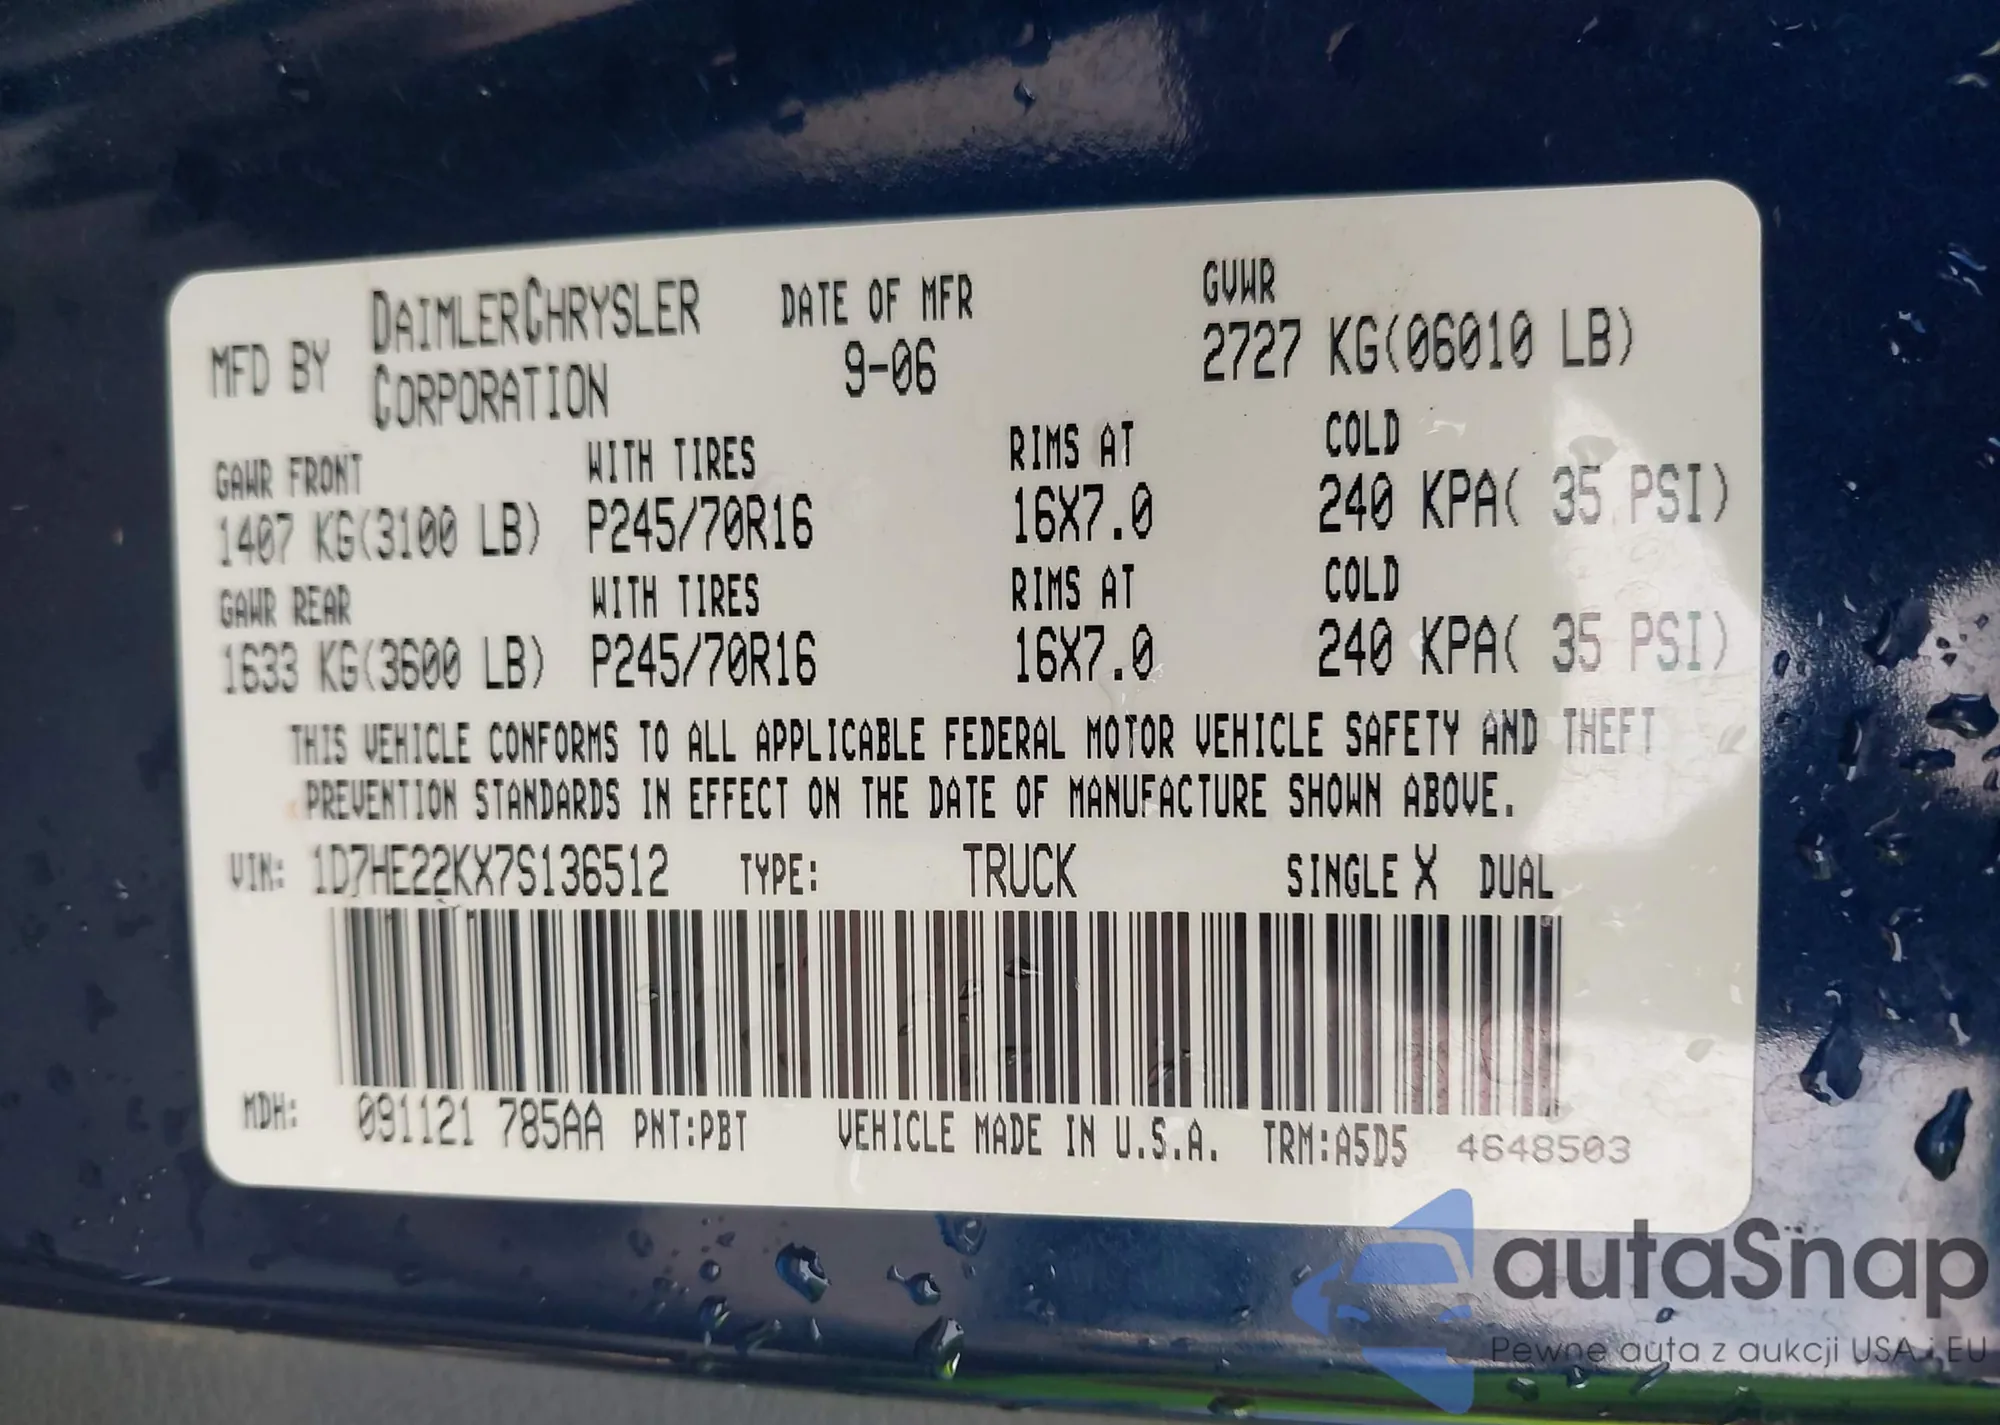 MFD BY DAIMLERCHRYSLER CORPORATION DATE OF MFR 9-06 GVWR 2727 KG(06010 LB)
GAWR FRONT WITH TIRES RIMS AT COLD
1407 KG(3100 LB) P245/70R16 16X7.0 240 KPA( 35 PSI)
GAWR REAR WITH TIRES RIMS AT COLD
1633 KG(3600 LB) P245/70R16 16X7.0 240 KPA( 35 PSI)
THIS VEHICLE CONFORMS TO ALL APPLICABLE FEDERAL MOTOR VEHICLE SAFETY AND THEFT
PREVENTION STANDARDS IN EFFECT ON THE DATE OF MANUFACTURE SHOWN ABOVE.
VIN: 1D7HE22KX7S136512 TYPE: TRUCK SINGLE X DUAL
MDH: 091121 785AA PNT:PBT VEHICLE MADE IN U.S.A. TRM:A5D5 4648503
autaSnap
Pewne auta z aukcji USA i EU